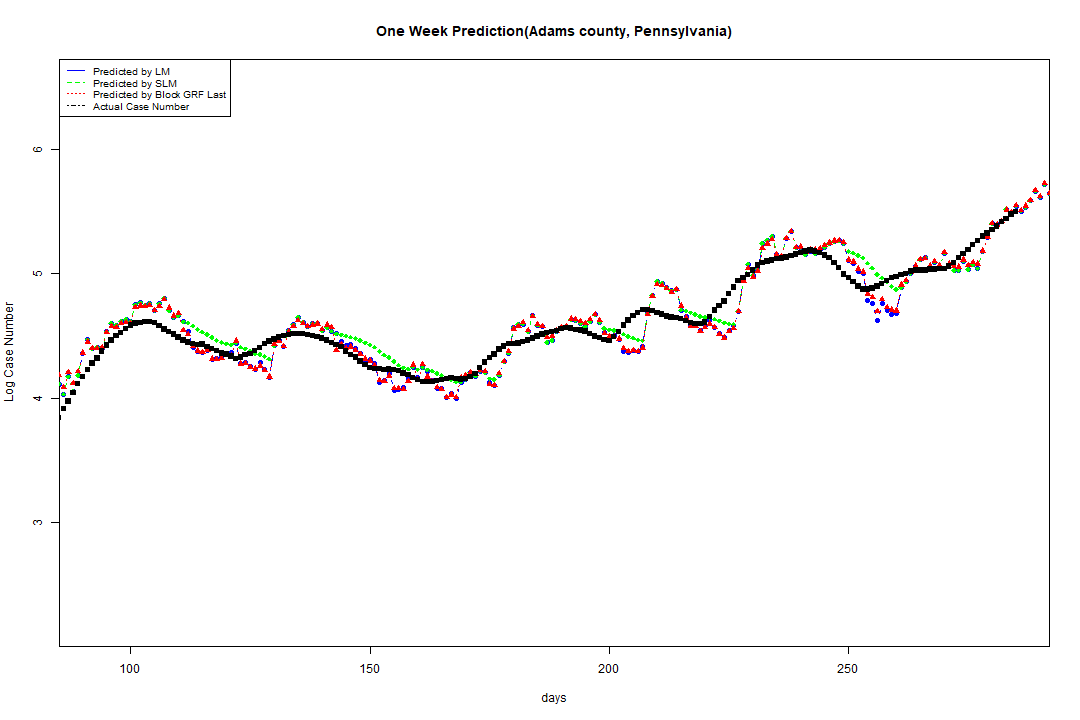 One Week Prediction(Adams county, Pennsylvania)
Predicted by LM
Predicted by SLM
Predicted by Block GRF Last
Actual Case Number
6
5
4
3
Log Case Number
100 150 200 250
days